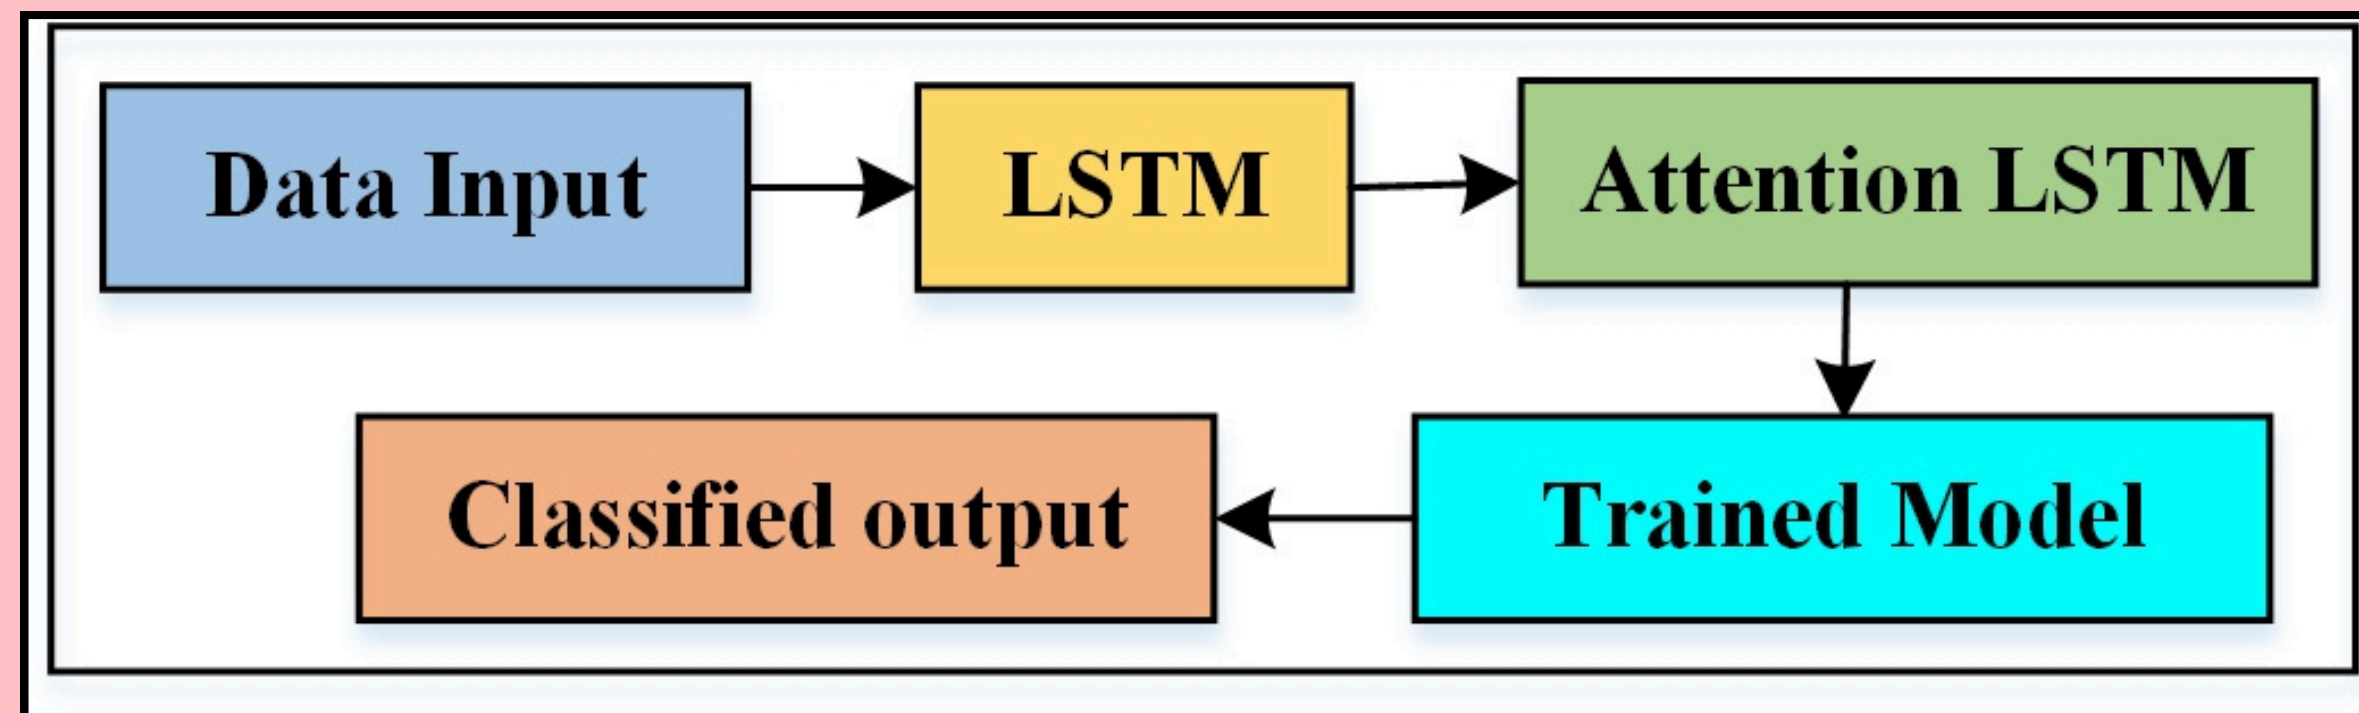 Data Input
LSTM
Attention LSTM
Trained Model
Classified output